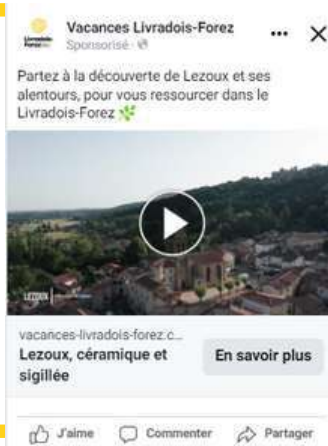 Vacances Livradois-Forez
Sponsorisé ·
Partez à la découverte de Lezoux et ses
alentours, pour vous ressourcer dans le
Livradois-Forez
LEZOUX
vacances-livradois-forez.c...
Lezoux, céramique et
sigillée
En savoir plus
J'aime
Commenter
Partager